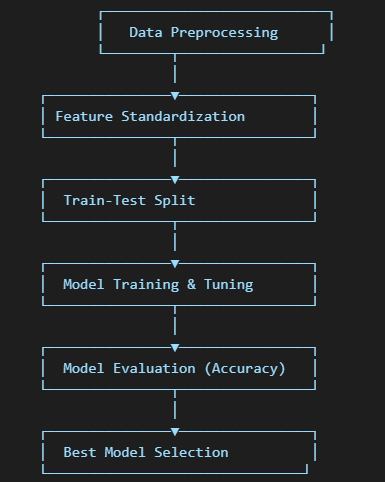 Data Preprocessing
Feature Standardization
Train-Test Split
Model Training & Tuning
Model Evaluation (Accuracy)
Best Model Selection